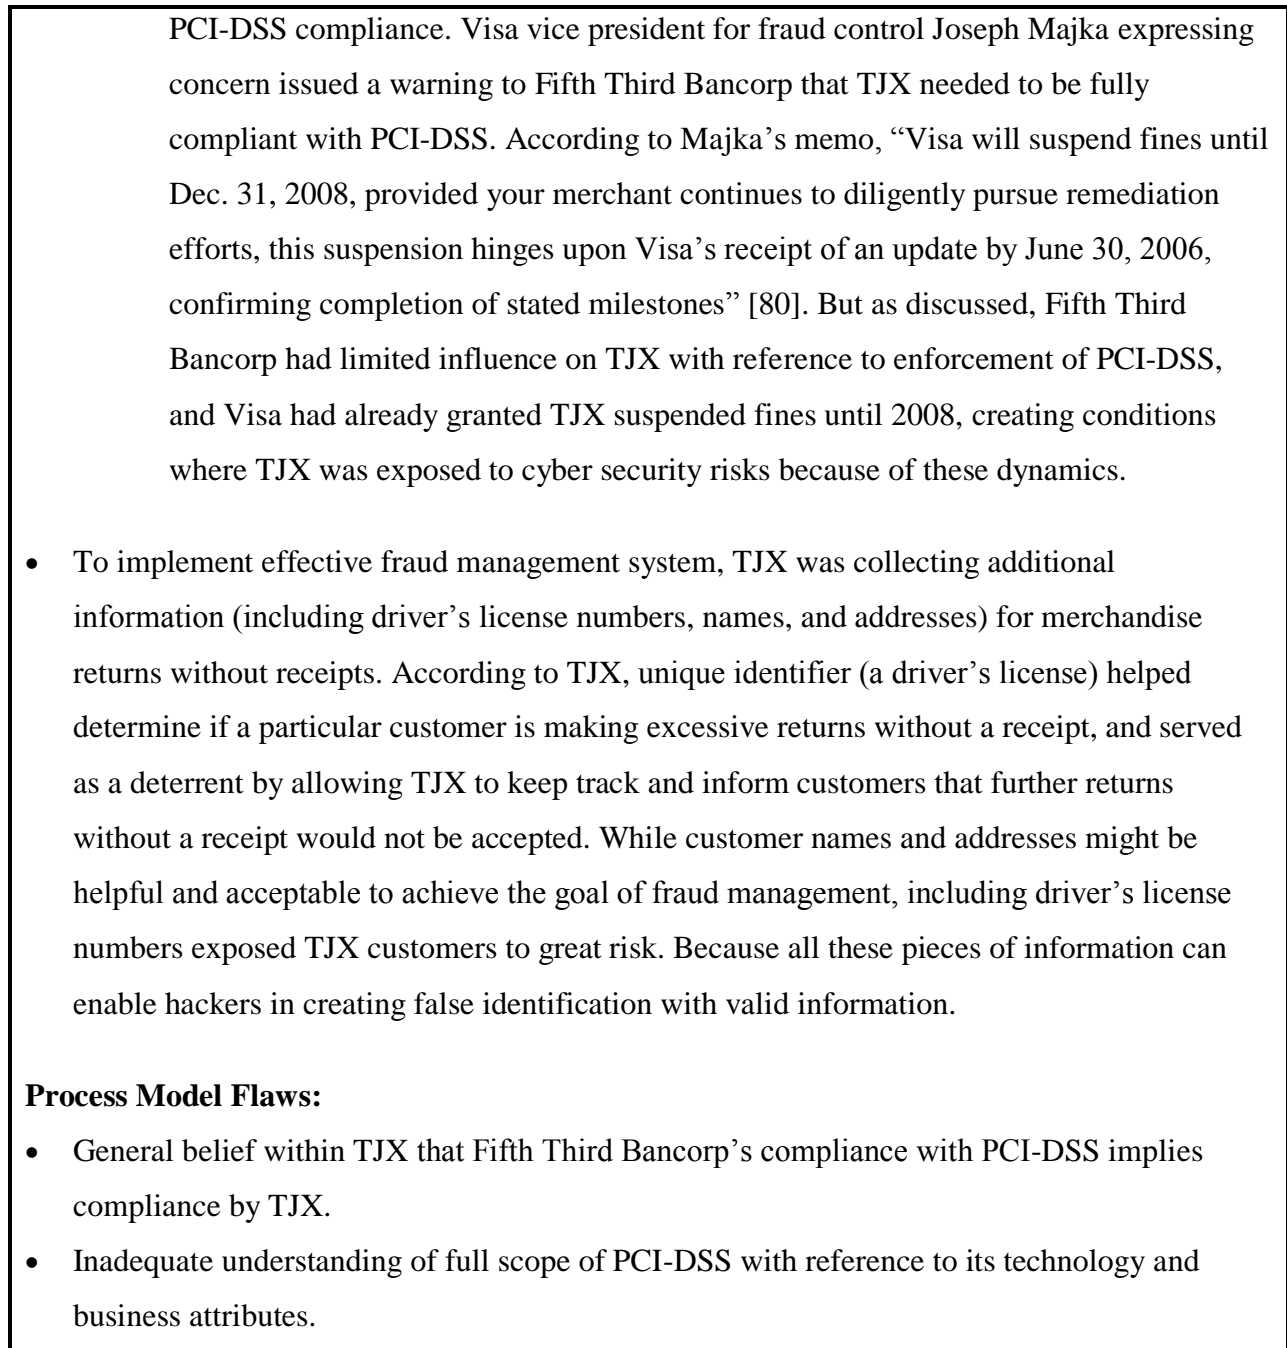 PCI-DSS compliance. Visa vice president for fraud control Joseph Majka expressing
concern issued a warning to Fifth Third Bancorp that TJX needed to be fully
compliant with PCI-DSS. According to Majka’s memo, “Visa will suspend fines until
Dec. 31, 2008, provided your merchant continues to diligently pursue remediation
efforts, this suspension hinges upon Visa’s receipt of an update by June 30, 2006,
confirming completion of stated milestones” [80]. But as discussed, Fifth Third
Bancorp had limited influence on TJX with reference to enforcement of PCI-DSS,
and Visa had already granted TJX suspended fines until 2008, creating conditions
where TJX was exposed to cyber security risks because of these dynamics.
• To implement effective fraud management system, TJX was collecting additional
information (including driver’s license numbers, names, and addresses) for merchandise
returns without receipts. According to TJX, unique identifier (a driver’s license) helped
determine if a particular customer is making excessive returns without a receipt, and served
as a deterrent by allowing TJX to keep track and inform customers that further returns
without a receipt would not be accepted. While customer names and addresses might be
helpful and acceptable to achieve the goal of fraud management, including driver’s license
numbers exposed TJX customers to great risk. Because all these pieces of information can
enable hackers in creating false identification with valid information.
Process Model Flaws:
• General belief within TJX that Fifth Third Bancorp’s compliance with PCI-DSS implies
compliance by TJX.
• Inadequate understanding of full scope of PCI-DSS with reference to its technology and
business attributes.